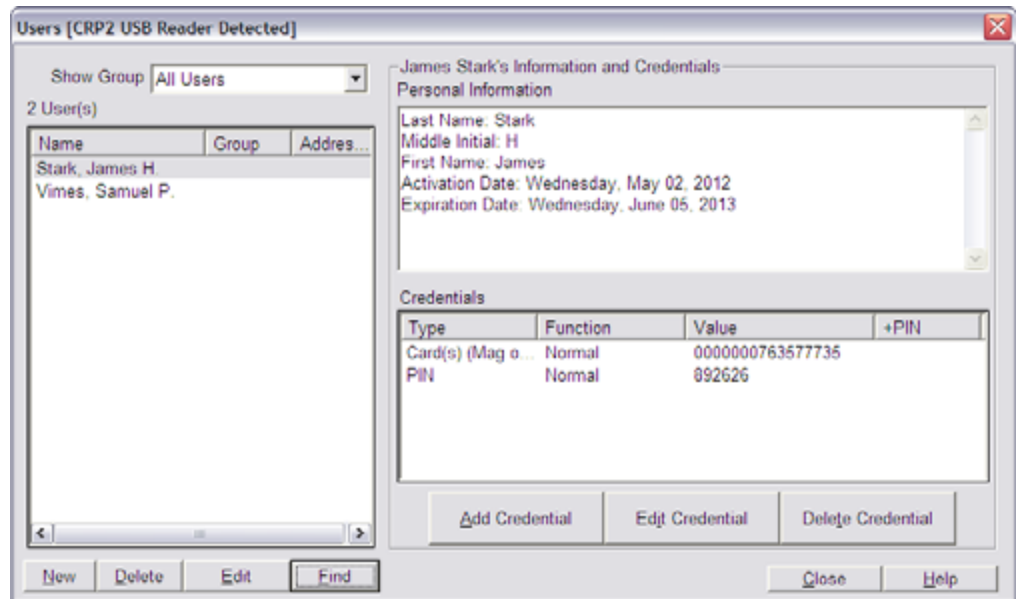 Users [CRP2 USB Reader Detected]
Show Group All Users
2 User(s)
Name Group Addres...
Stark, James H.
Vimes, Samuel P.
James Stark's Information and Credentials
Personal Information
Last Name: Stark
Middle Initial: H
First Name: James
Activation Date: Wednesday, May 02, 2012
Expiration Date: Wednesday, June 05, 2013
Credentials
Type Function Value +PIN
Card(s) (Mag o... Normal 0000000763577735
PIN Normal 892626
Add Credential Edit Credential Delete Credential
New Delete Edit Find Close Help